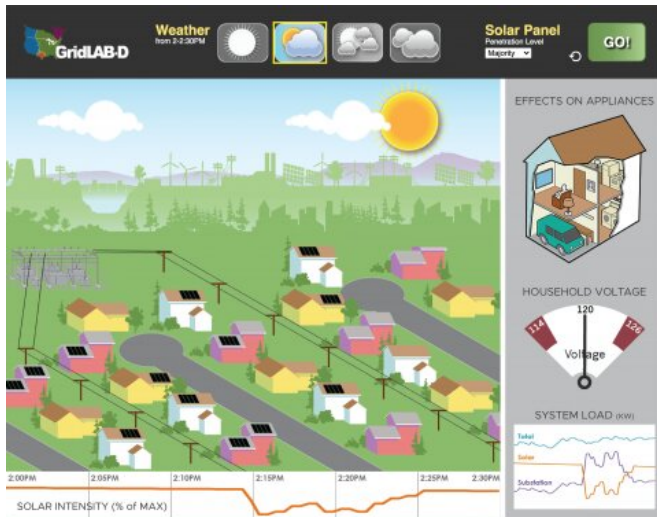 GridLAB-D
Weather
from 2-2:30PM
Solar Panel
Penetration Level
Majority
GO!
EFFECTS ON APPLIANCES
HOUSEHOLD VOLTAGE
114
120
126
Voltage
SYSTEM LOAD (KW)
Total
Solar
Substation
2:00PM
2:05PM
2:10PM
2:15PM
2:20PM
2:25PM
2:30PM
SOLAR INTENSITY (% of MAX)